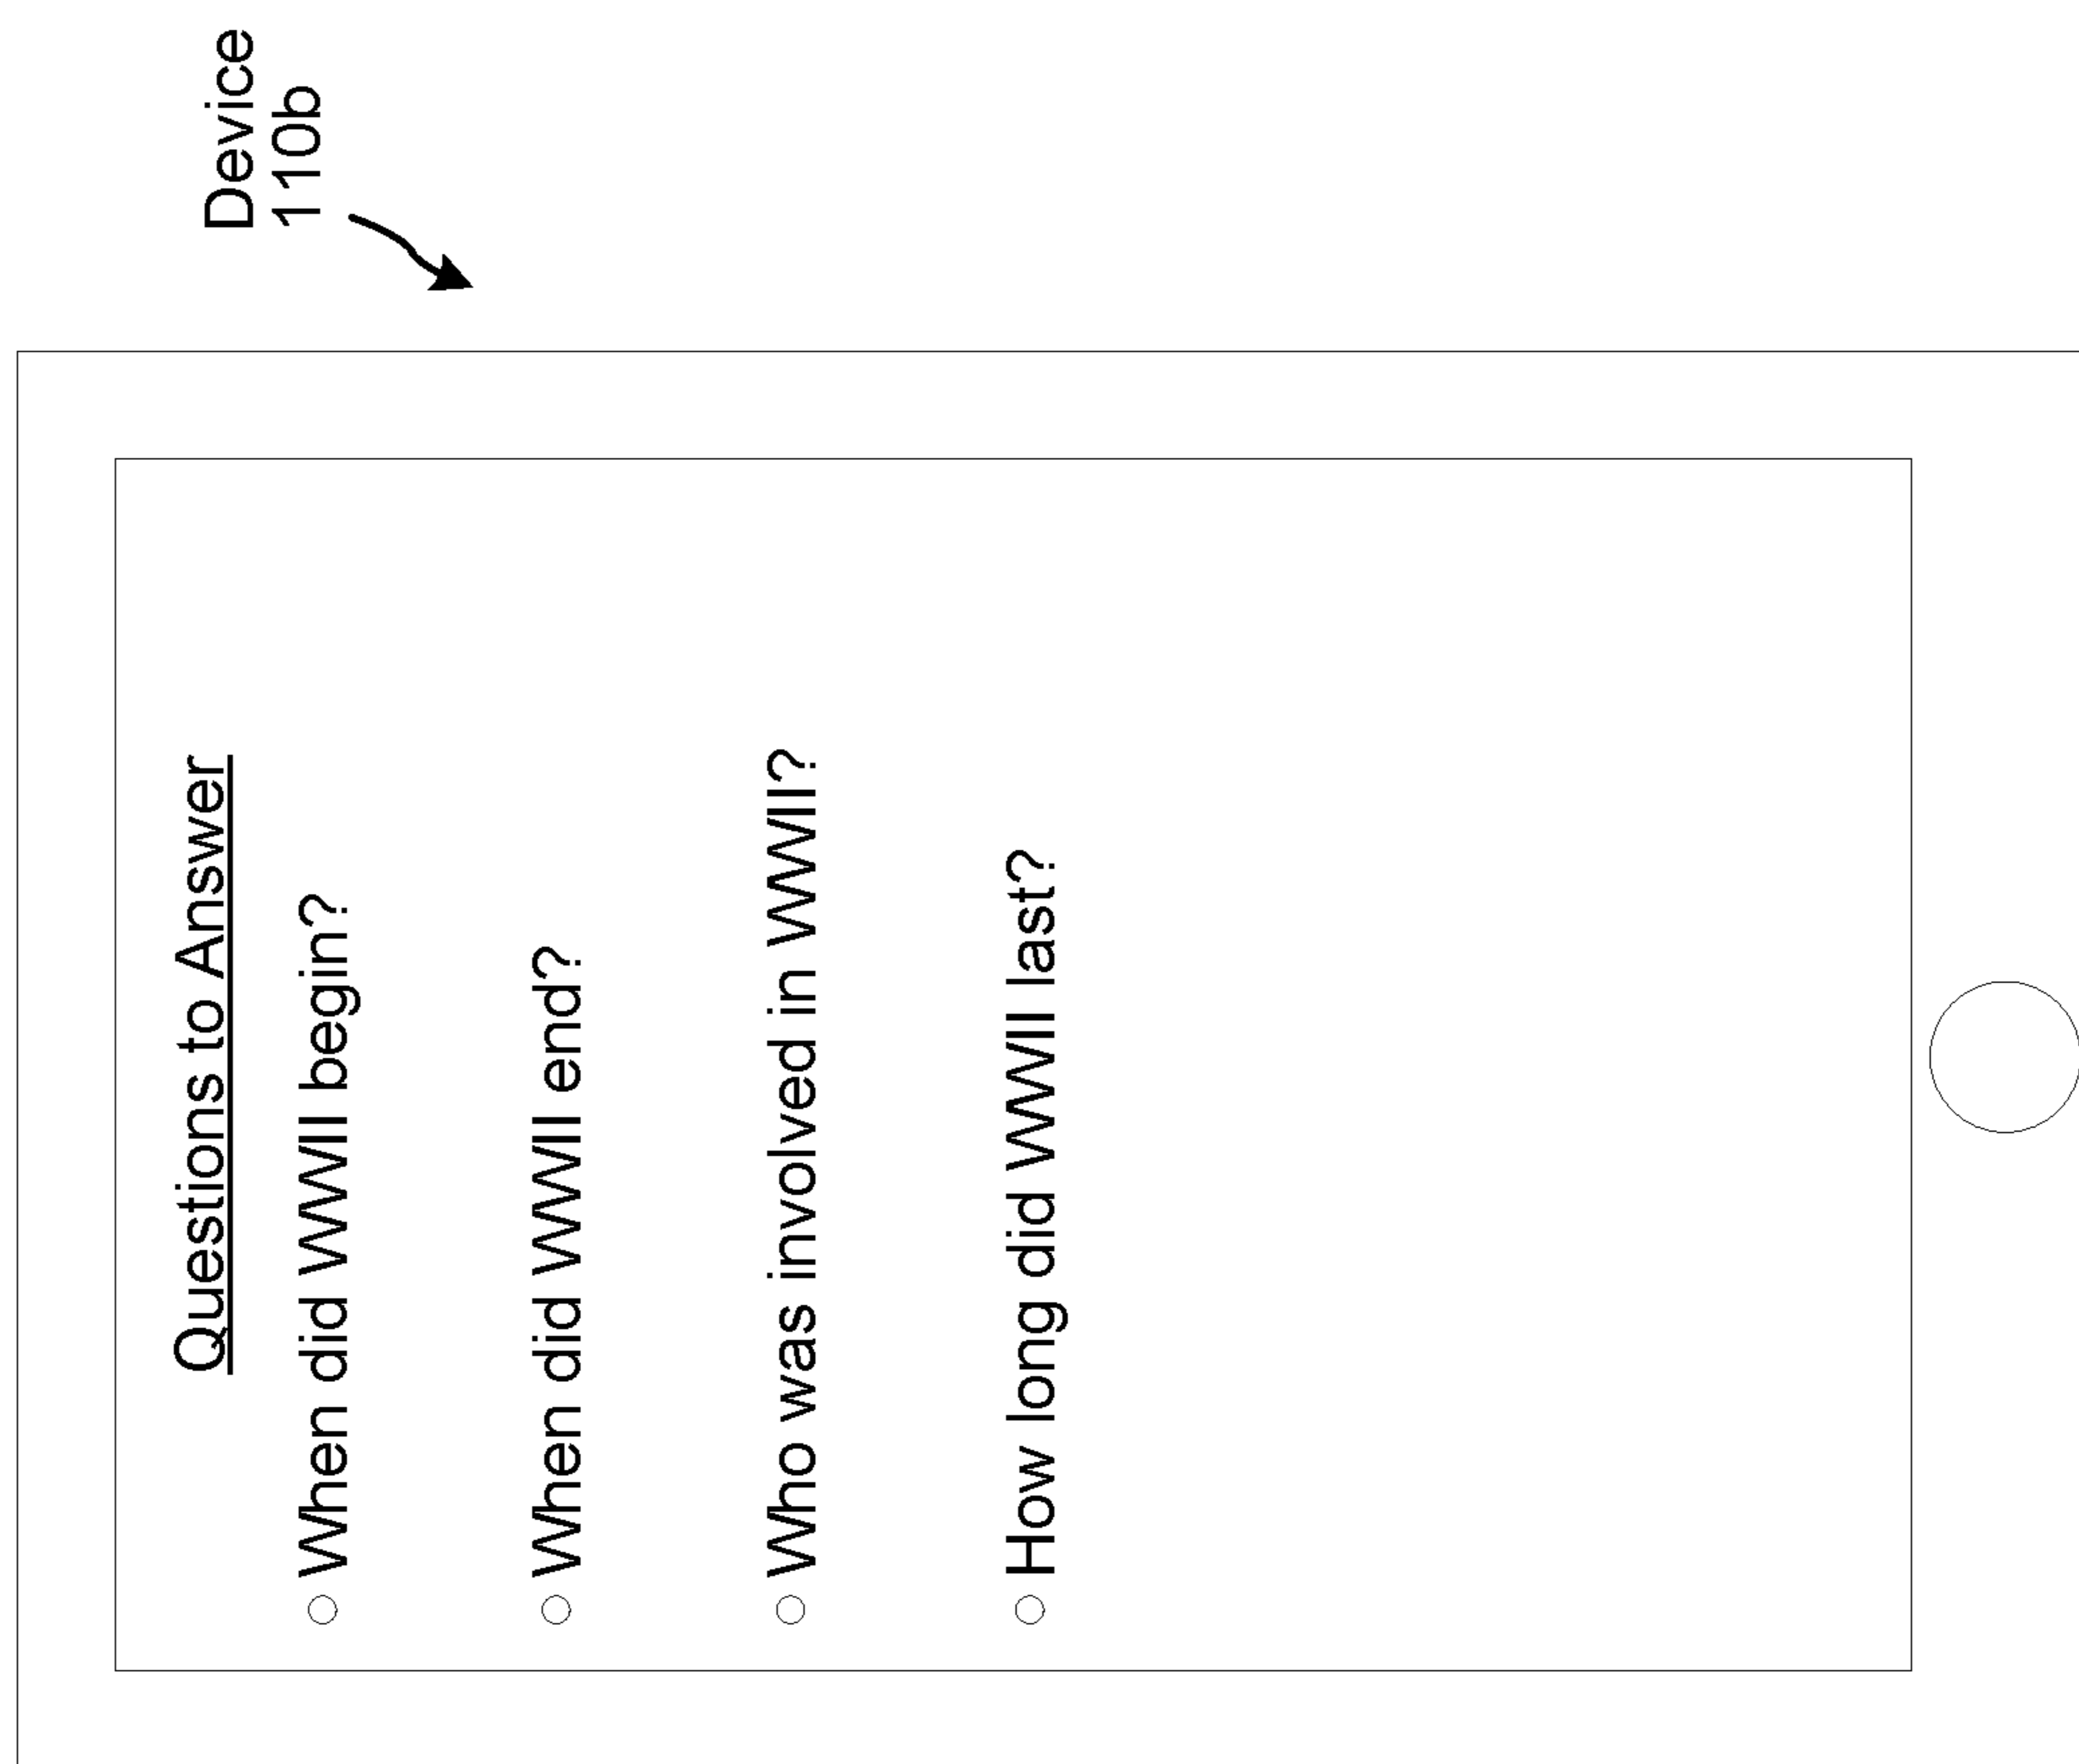 Device
110b
Questions to Answer
When did WWII begin?
When did WWII end?
Who was involved in WWII?
How long did WWII last?